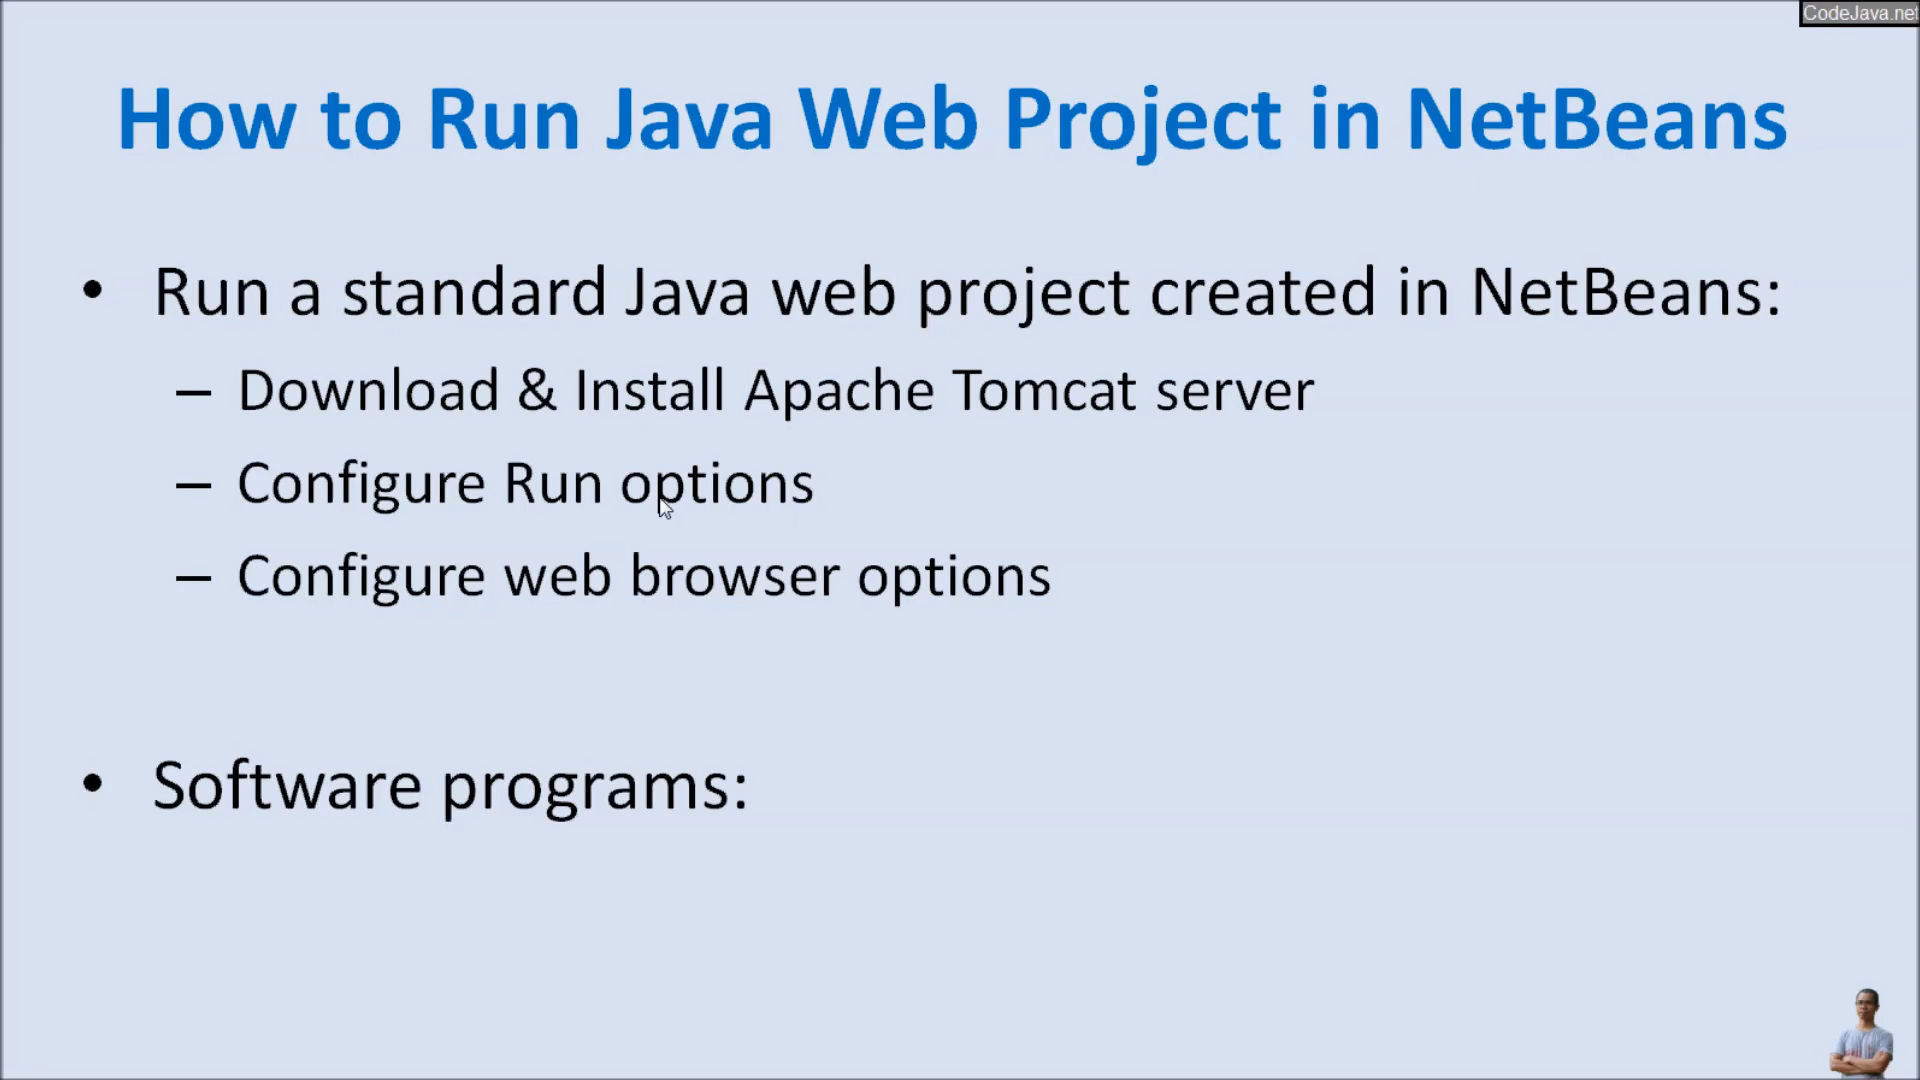 CodeJava.net
How to Run Java Web Project in NetBeans
• Run a standard Java web project created in NetBeans:
– Download & Install Apache Tomcat server
– Configure Run options
– Configure web browser options
• Software programs: